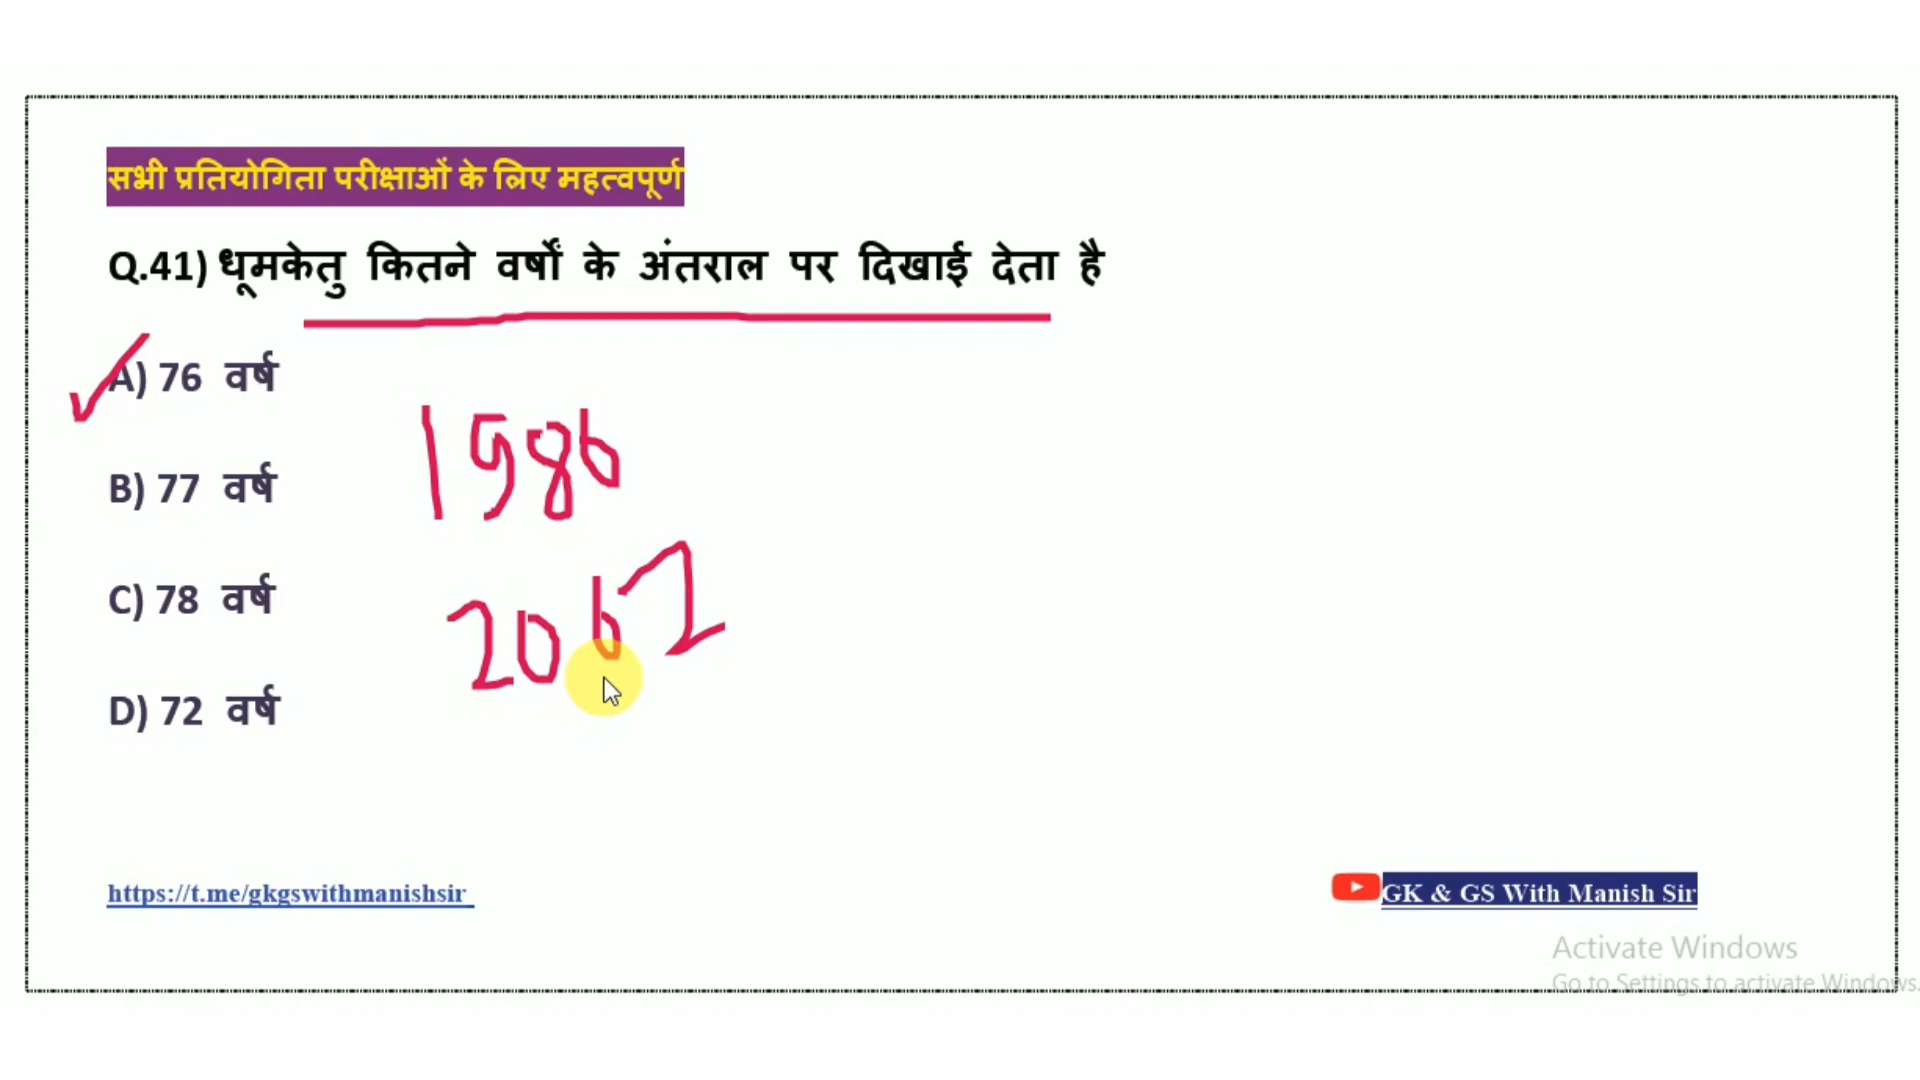 सभी प्रतियोगिता परीक्षाओं के लिए महत्वपूर्ण
Q.41) धूमकेतु कितने वर्षों के अंतराल पर दिखाई देता है
A) 76 वर्ष
1986
B) 77 वर्ष
2062
C) 78 वर्ष
D) 72 वर्ष
https://t.me/gkgswithmanishsir
GK & GS With Manish Sir
Activate Windows
Go to Settings to activate Windows.